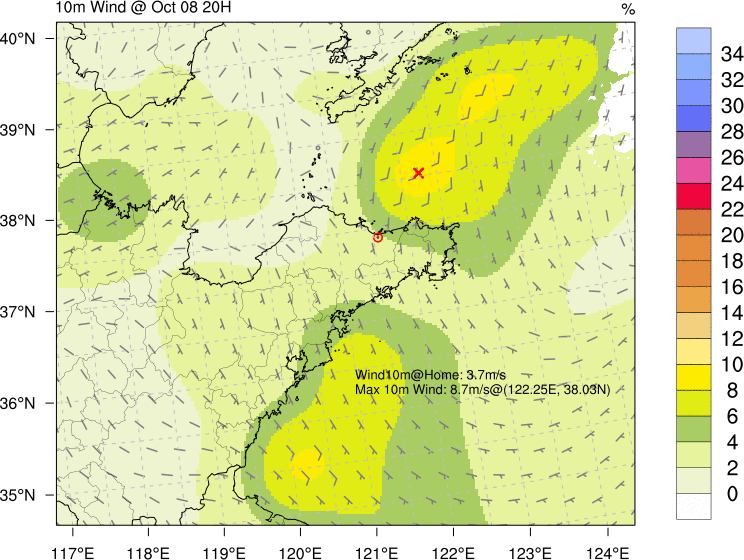 10m Wind @ Oct 08 20H
%
40°N
39°N
38°N
37°N
36°N
35°N
Wind10m@Home: 3.7m/s
Max 10m Wind: 8.7m/s@(122.25E, 38.03N)
117°E
118°E
119°E
120°E
121°E
122°E
123°E
124°E
34
32
30
28
26
24
22
20
18
16
14
12
10
8
6
4
2
0